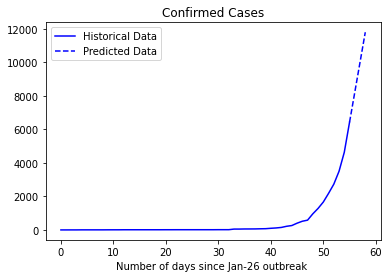 Confirmed Cases
Historical Data
Predicted Data
12000
10000
8000
6000
4000
2000
0
0 10 20 30 40 50 60
Number of days since Jan-26 outbreak